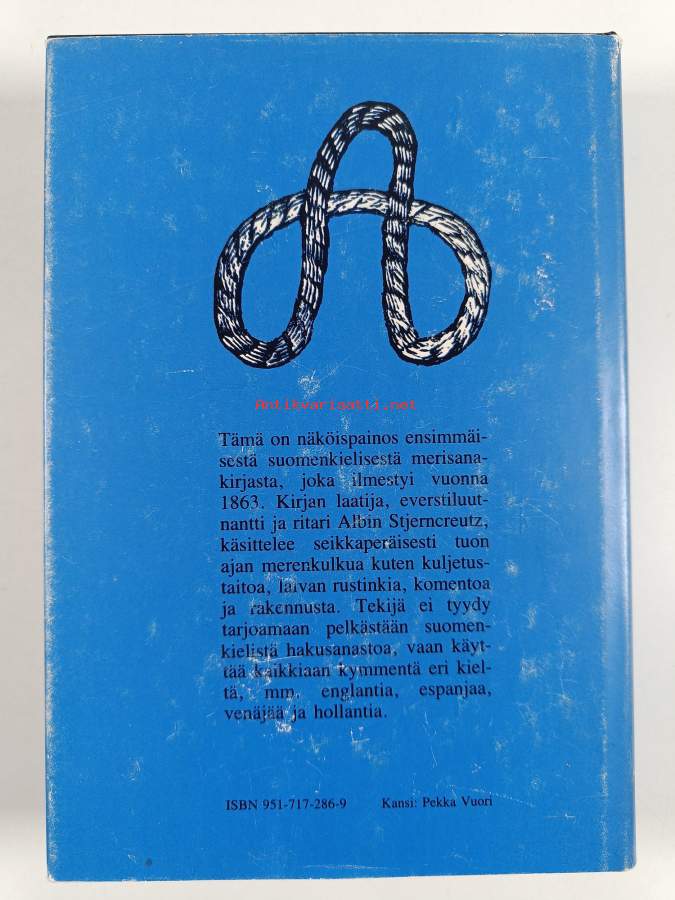 Antikvariaatti.net
Tämä on näköispainos ensimmäi-
sestä suomenkielisestä merisana-
kirjasta, joka ilmestyi vuonna
1863. Kirjan laatija, everstiluut-
nantti ja ritari Albin Stjerncreutz,
käsittelee seikkaperäisesti tuon
ajan merenkulkua kuten kuljetus-
taitoa, laivan rustinkia, komentoa
ja rakennusta. Tekijä ei tyydy
tarjoamaan pelkästään suomen-
kielistä hakusanastoa, vaan käyt-
tää kaikkiaan kymmentä eri kiel-
tä, mm. englantia, espanjaa,
venäjää ja hollantia.
ISBN 951-717-286-9 Kansi: Pekka Vuori